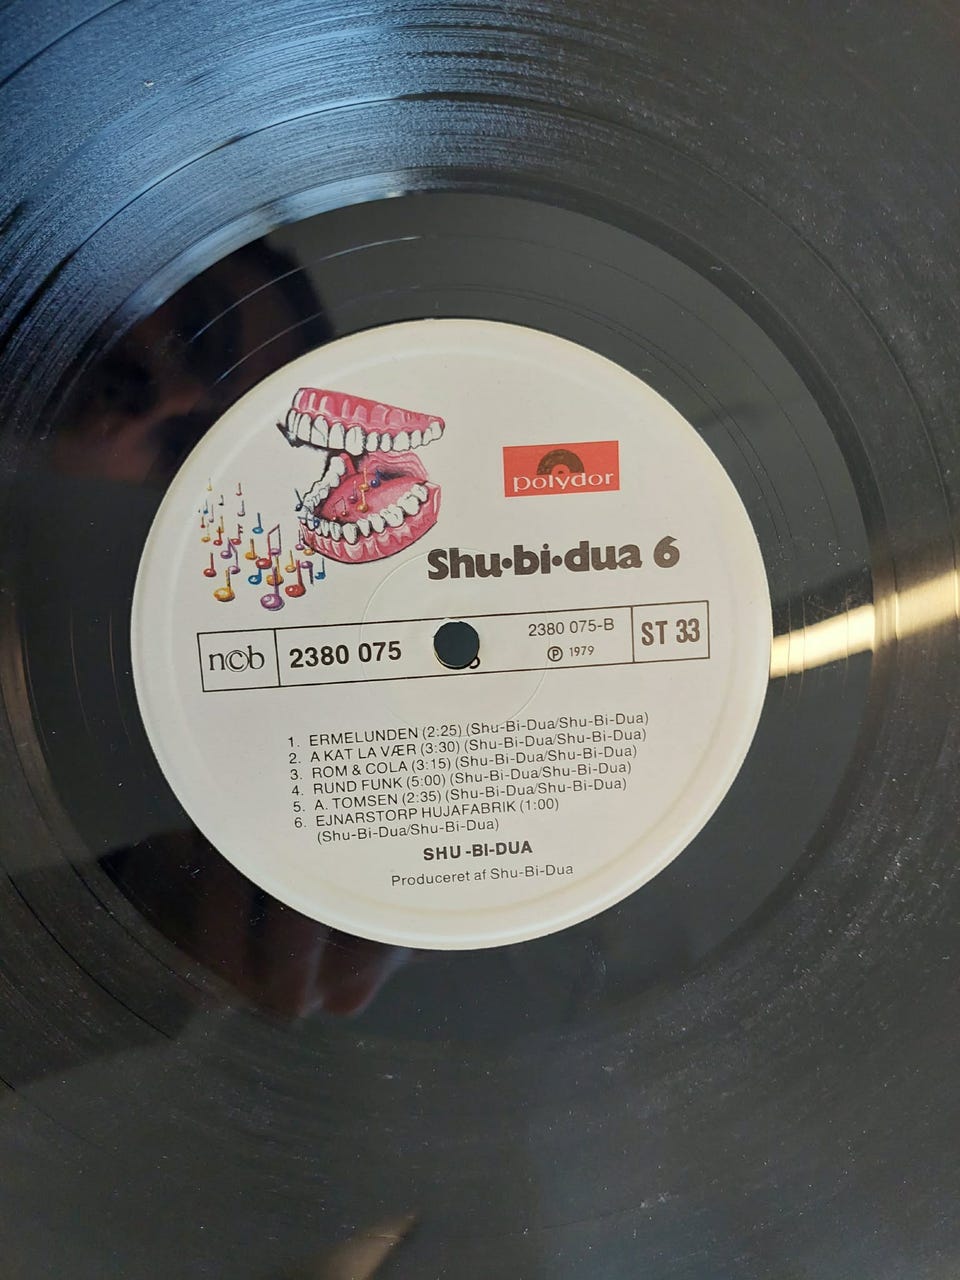 polydor
Shu·bi·dua 6
n©b 2380 075 2380 075-B ST 33
℗ 1979
1. ERMELUNDEN (2:25) (Shu-Bi-Dua/Shu-Bi-Dua)
2. A KAT LA VÆR (3:30) (Shu-Bi-Dua/Shu-Bi-Dua)
3. ROM & COLA (3:15) (Shu-Bi-Dua/Shu-Bi-Dua)
4. RUND FUNK (5:00) (Shu-Bi-Dua/Shu-Bi-Dua)
5. A. TOMSEN (2:35) (Shu-Bi-Dua/Shu-Bi-Dua)
6. EJNARSTORP HUJAFABRIK (1:00)
(Shu-Bi-Dua/Shu-Bi-Dua)
SHU-BI-DUA
Produceret af Shu-Bi-Dua